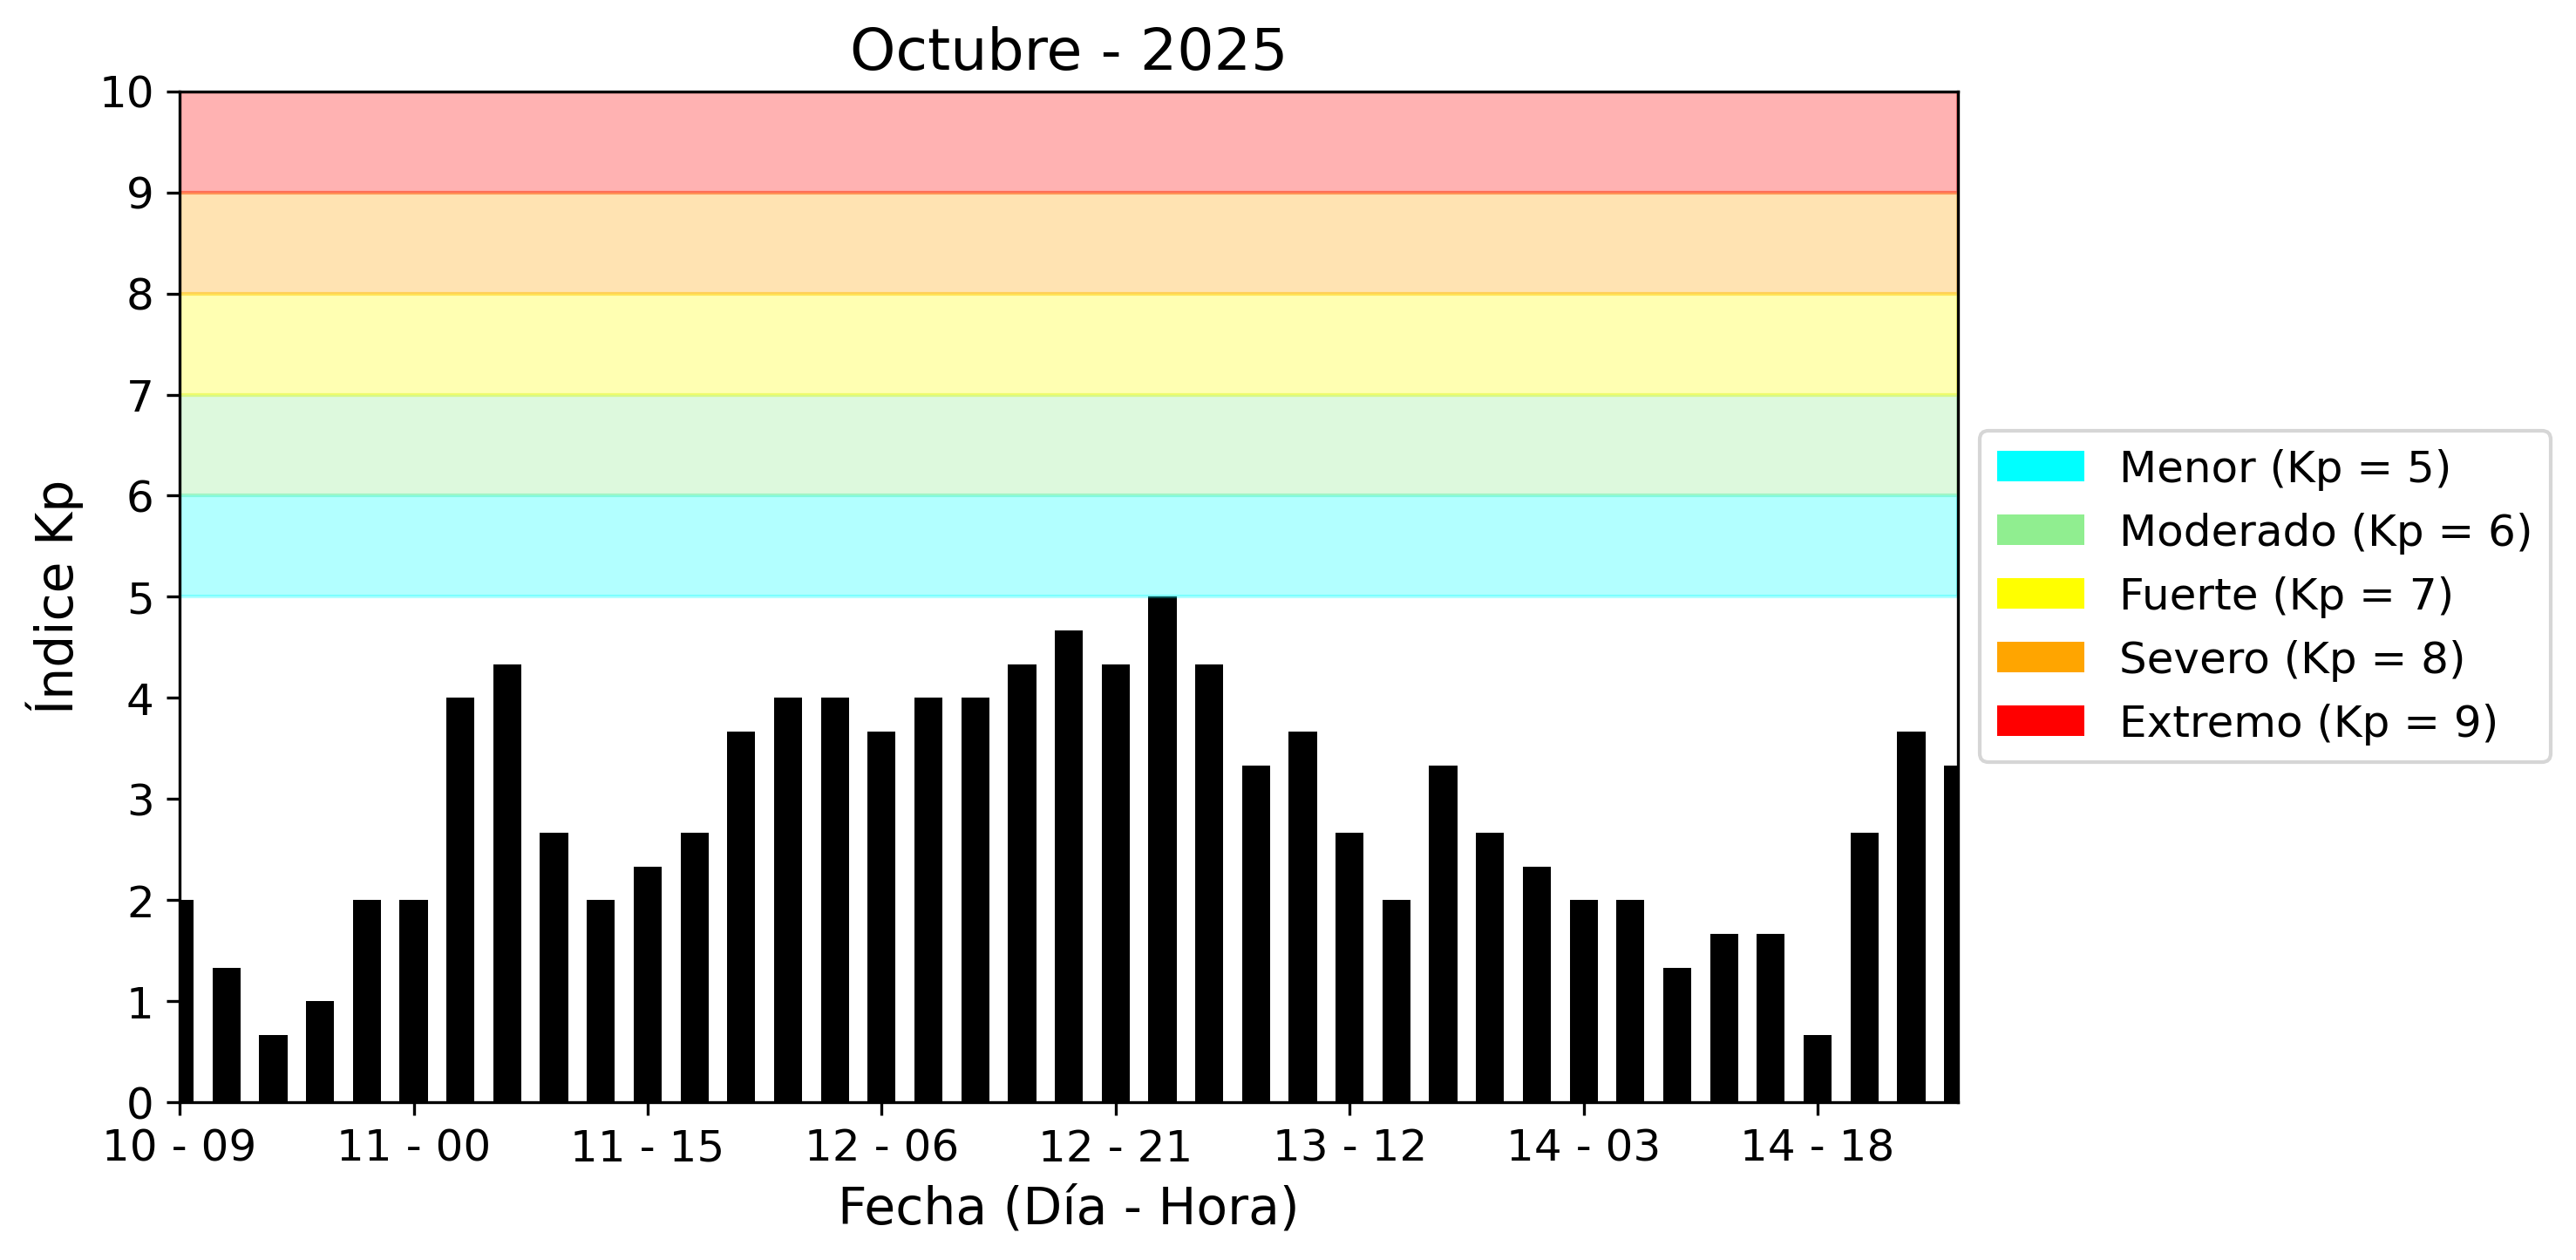 Octubre - 2025
10
9
8
7
6
5
4
3
2
1
0
Índice Kp
10 - 09
11 - 00
11 - 15
12 - 06
12 - 21
13 - 12
14 - 03
14 - 18
Fecha (Día - Hora)
Menor (Kp = 5)
Moderado (Kp = 6)
Fuerte (Kp = 7)
Severo (Kp = 8)
Extremo (Kp = 9)